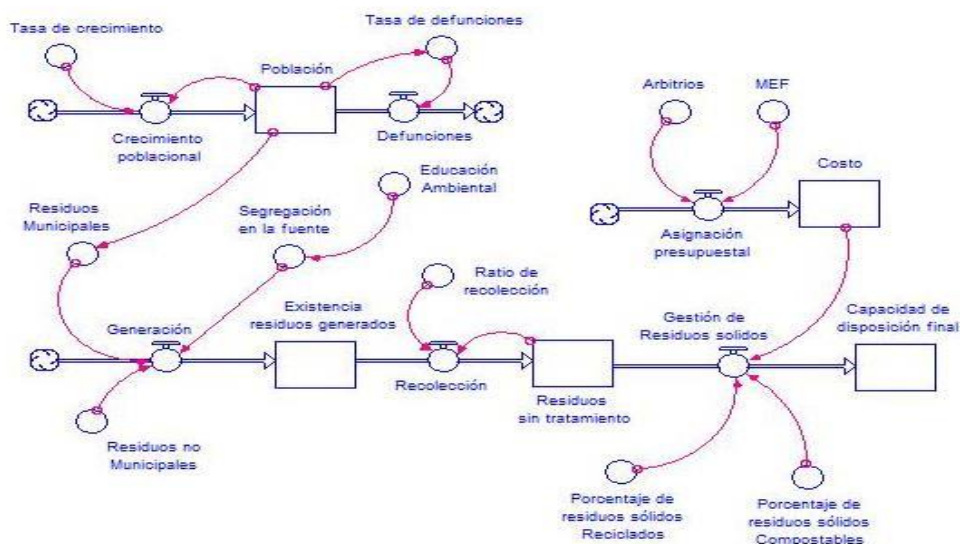 Tasa de crecimiento
Tasa de defunciones
Población
Crecimiento
poblacional
Defunciones
Arbitrios
MEF
Costo
Asignación
presupuestal
Educación
Ambiental
Residuos
Municipales
Segregación
en la fuente
Ratio de
recolección
Generación
Existencia
residuos generados
Recolección
Residuos
sin tratamiento
Gestión de
Residuos solidos
Capacidad de
disposición final
Residuos no
Municipales
Porcentaje de
residuos sólidos
Reciclados
Porcentaje de
residuos sólidos
Compostables